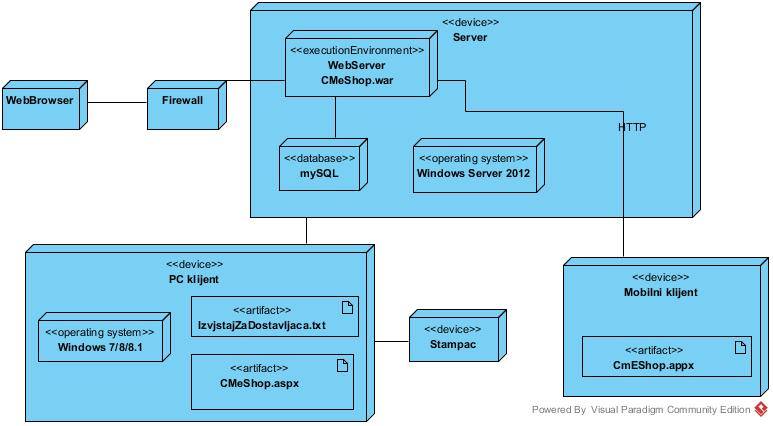 <<device>>
Server
<<executionEnvironment>>
WebServer
CMeShop.war
WebBrowser
Firewall
HTTP
<<database>>
mySQL
<<operating system>>
Windows Server 2012
<<device>>
PC klijent
<<operating system>>
Windows 7/8/8.1
<<artifact>>
IzvjstajZaDostavljaca.txt
<<artifact>>
CMeShop.aspx
<<device>>
Stampac
<<device>>
Mobilni klijent
<<artifact>>
CmEShop.appx
Powered By Visual Paradigm Community Edition